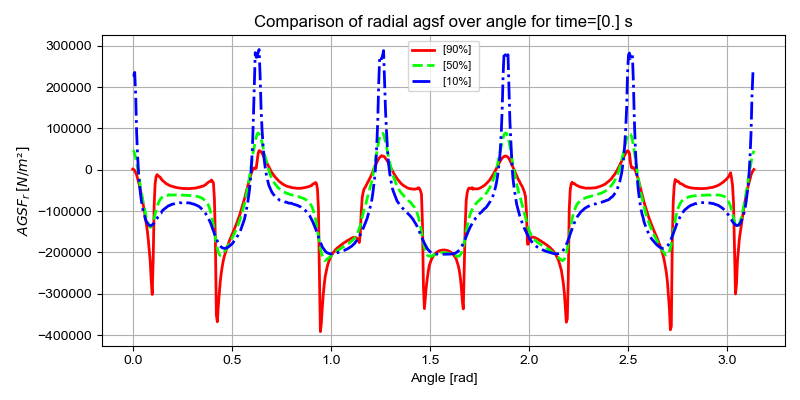 Comparison of radial agsf over angle for time=[0.] s
AGSF_r [N/m²]
300000
200000
100000
0
−100000
−200000
−300000
−400000
[90%]
[50%]
[10%]
0.0 0.5 1.0 1.5 2.0 2.5 3.0
Angle [rad]